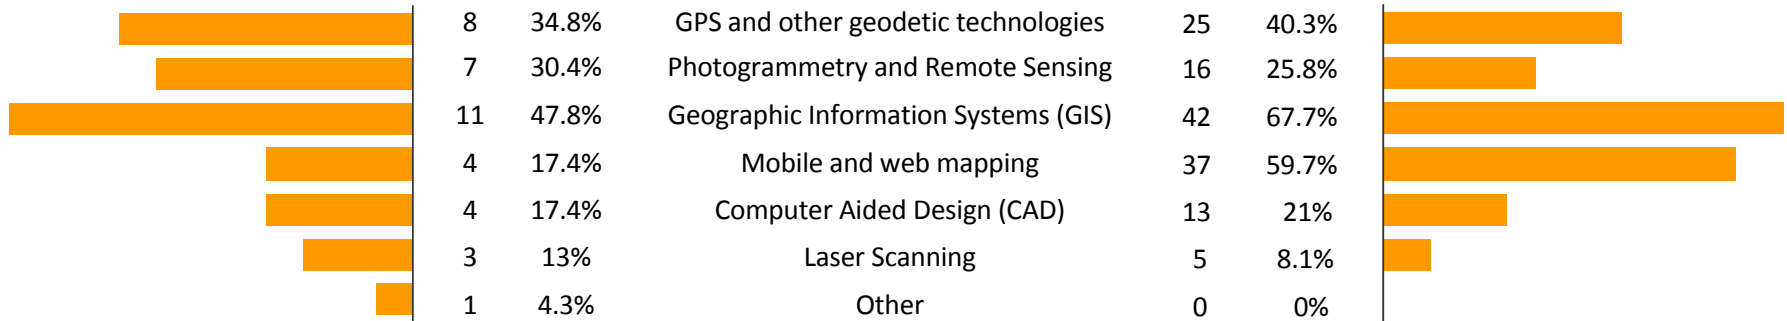 8 34.8% GPS and other geodetic technologies 25 40.3%
7 30.4% Photogrammetry and Remote Sensing 16 25.8%
11 47.8% Geographic Information Systems (GIS) 42 67.7%
4 17.4% Mobile and web mapping 37 59.7%
4 17.4% Computer Aided Design (CAD) 13 21%
3 13% Laser Scanning 5 8.1%
1 4.3% Other 0 0%